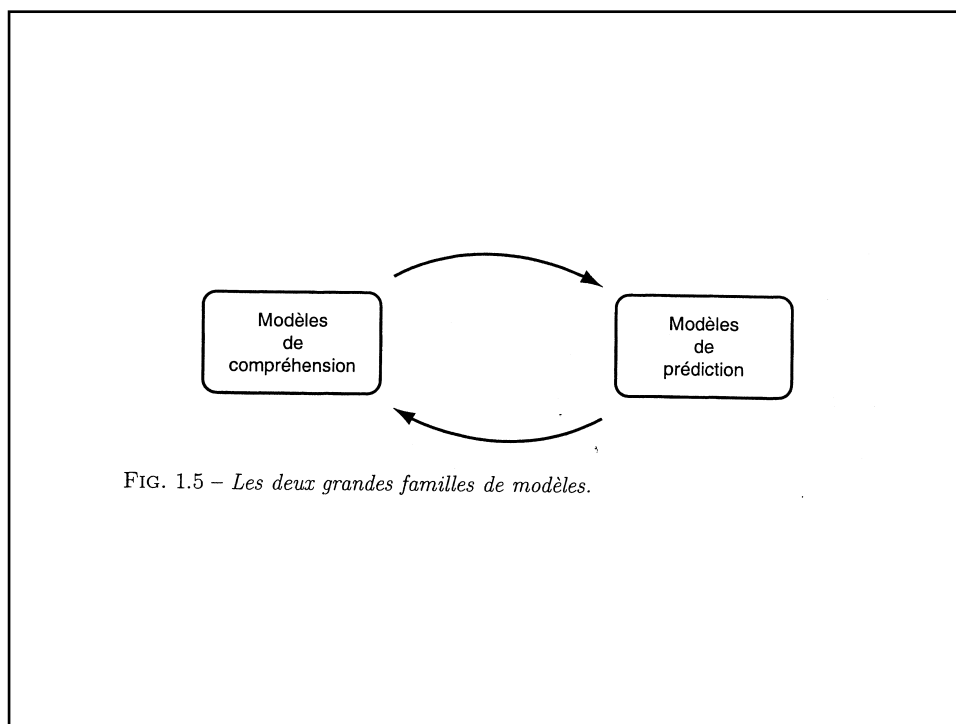 Modèles
de
compréhension
Modèles
de
prédiction
FIG. 1.5 – Les deux grandes familles de modèles.